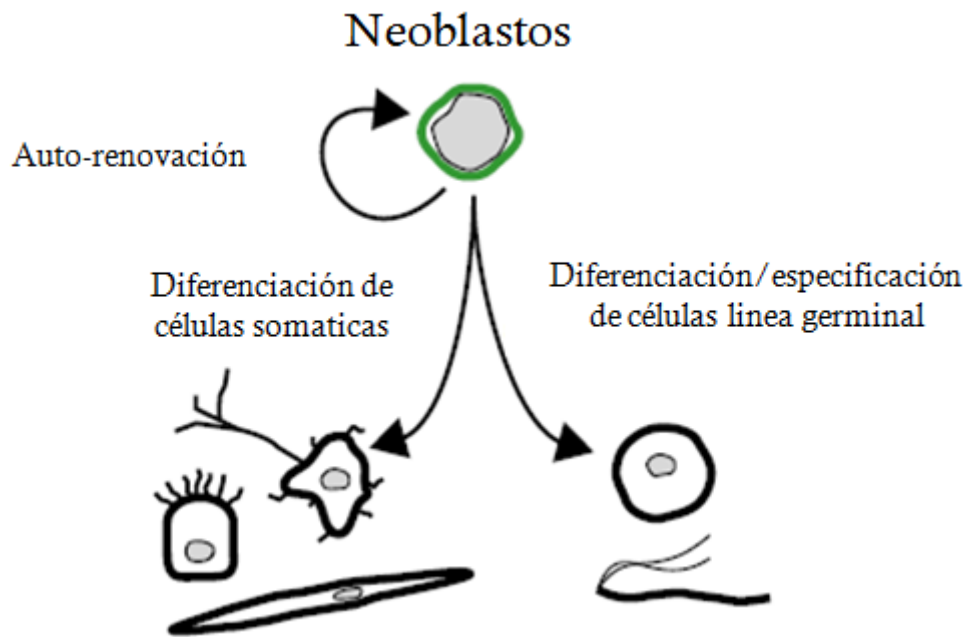 Neoblastos
Auto-renovación
Diferenciación de
células somaticas
Diferenciación/especificación
de células linea germinal